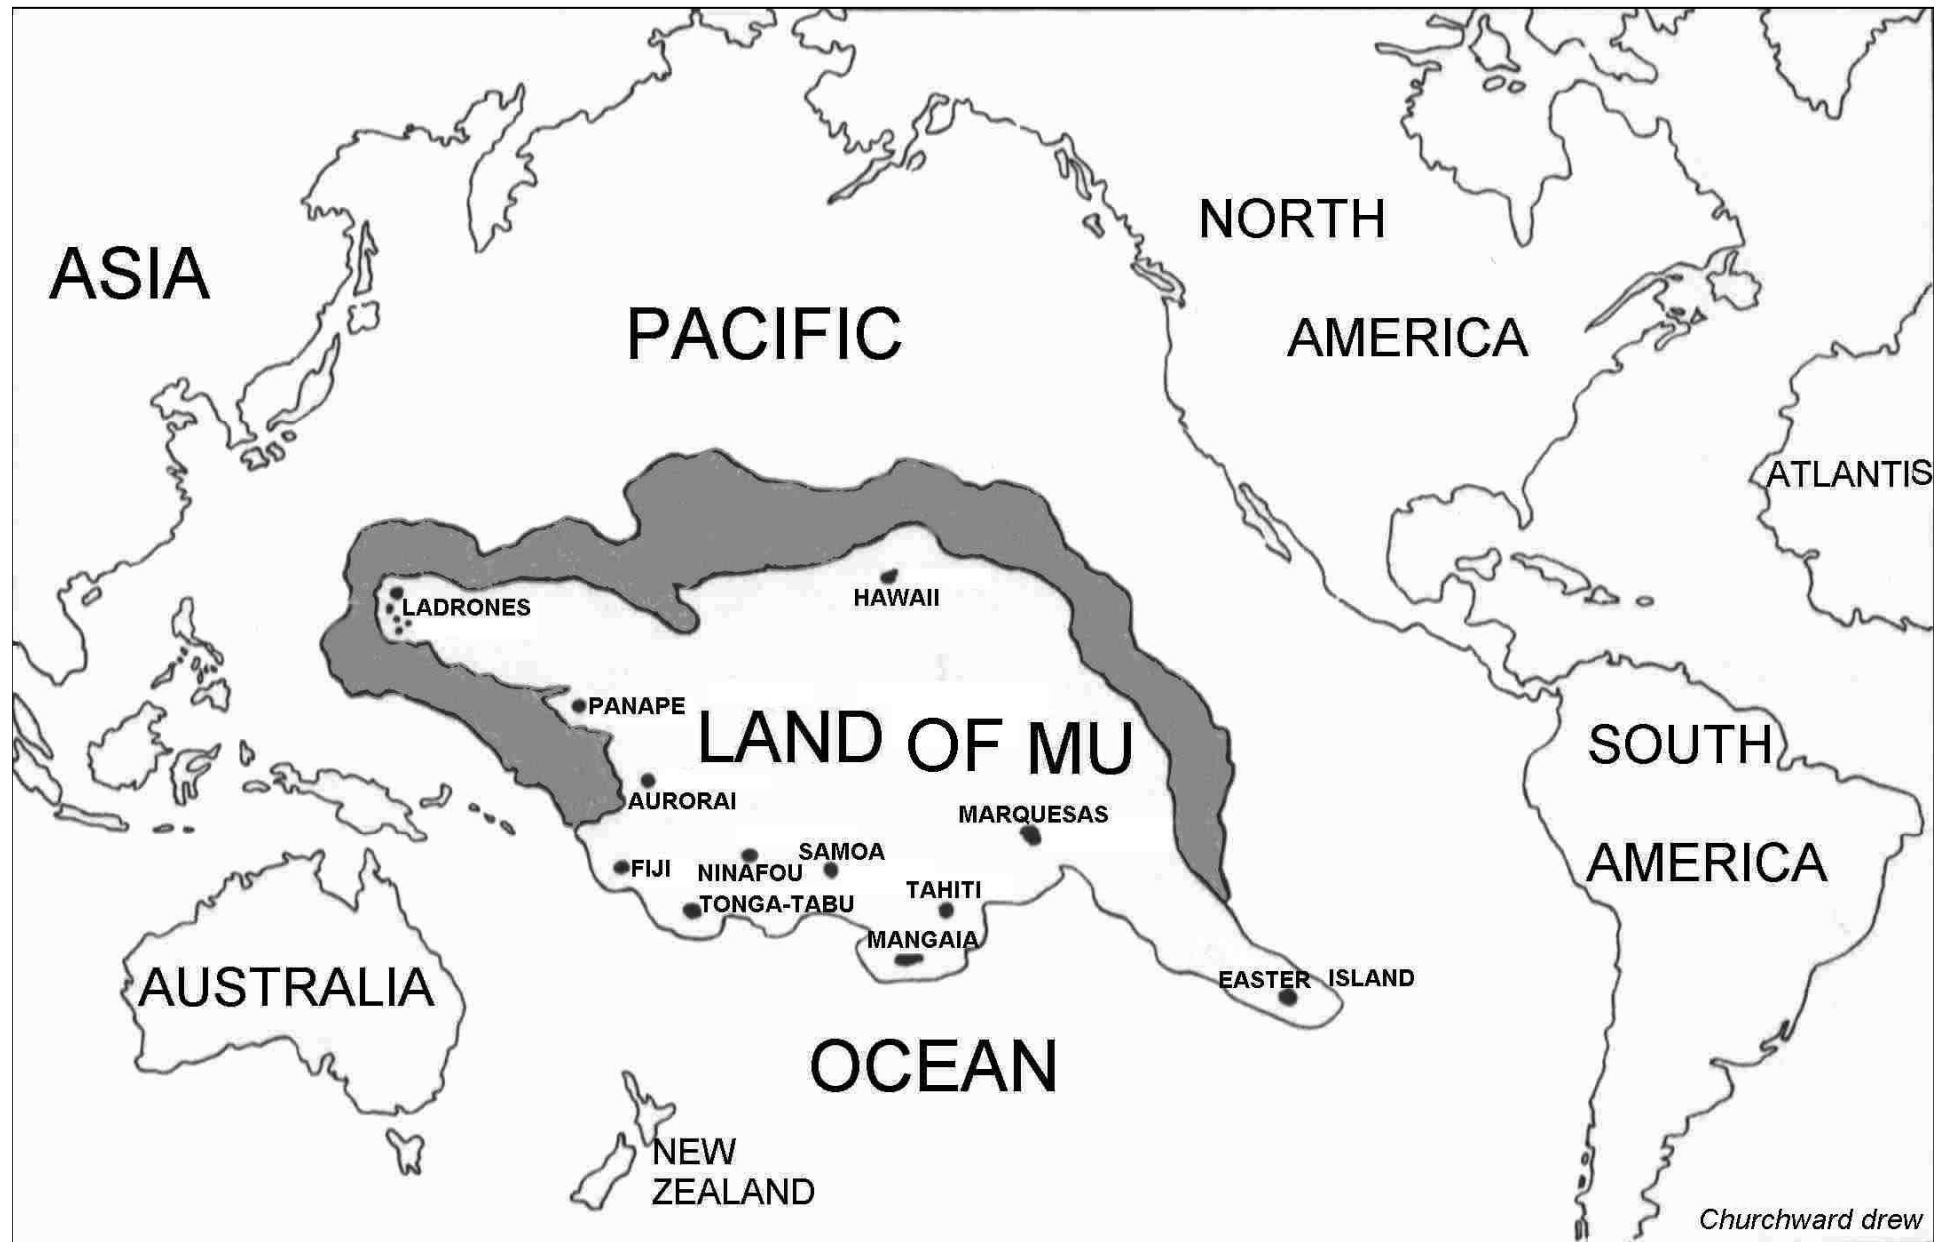 NORTH
ASIA
PACIFIC
AMERICA
ATLANTIS
HAWAII
LADRONES
PANAPE
LAND OF MU
SOUTH
AURORAI
MARQUESAS
SAMOA
AMERICA
FIJI
NINAFOU
TAHITI
TONGA-TABU
MANGAIA
EASTER ISLAND
AUSTRALIA
OCEAN
NEW
ZEALAND
Churchward drew